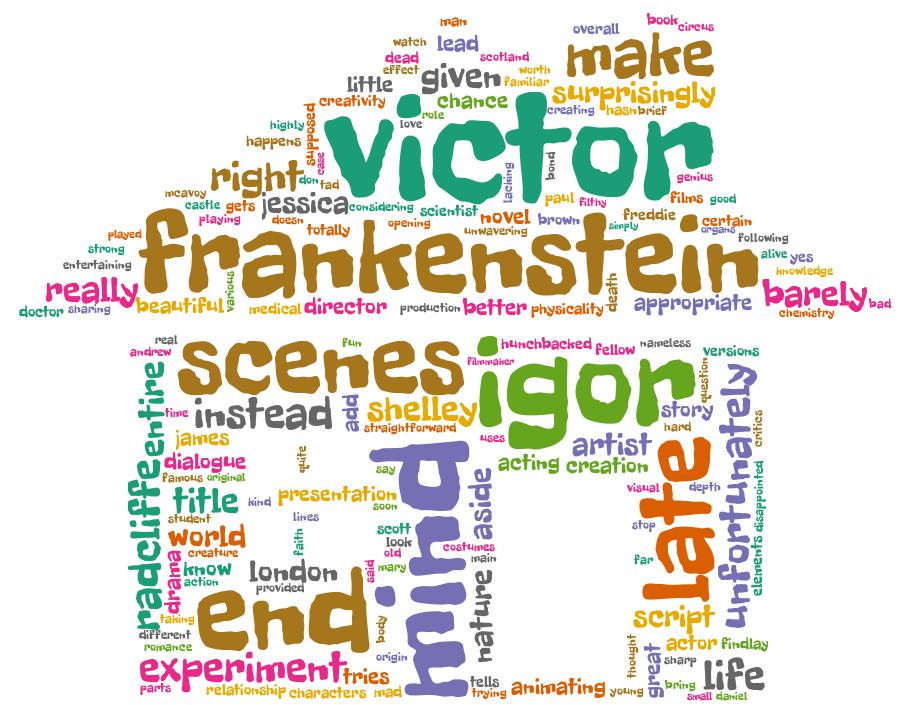 man
book circus
overall
watch lead
dead scotland
make
effect
little given worth familiar
surprisingly
creativity chance
role
creating hasn brief
supposed
victor
love
highly
happens
case
lacking
bond
right don tad
genius
mcavoy
castle gets jessica considering scientist
paul filthy
films good
playing doesn opening
novel brown freddie certain
simply organs
played totally unwavering
following
strong
frankenstein
alive yes
entertaining
knowledge
various
death
really
barely bad
doctor sharing beautiful medical director production better physicality appropriate chemistry
real
andrew
fun
scenes
hunchbacked fellow nameless
filmmaker
versions
igor
question
entire
time instead add shelley
straightforward
story
hard
james
uses
artist
unfortunately
critics
dialogue
quite
say
acting creation
famous original
radcliffe
title kind presentation
soon
mind
aside
visual depth
late
disappointed
student
lines
world
faith
scott
stop
look
creature
old
costumes
far
elements
drama
know
action
london
provided
said
mary
main
nature
end
taking
script
different
romance
body
origin
thought
actor findlay
experiment tries
great
sharp
life
parts relationship characters mad
tells
trying animating young
bring
small daniel